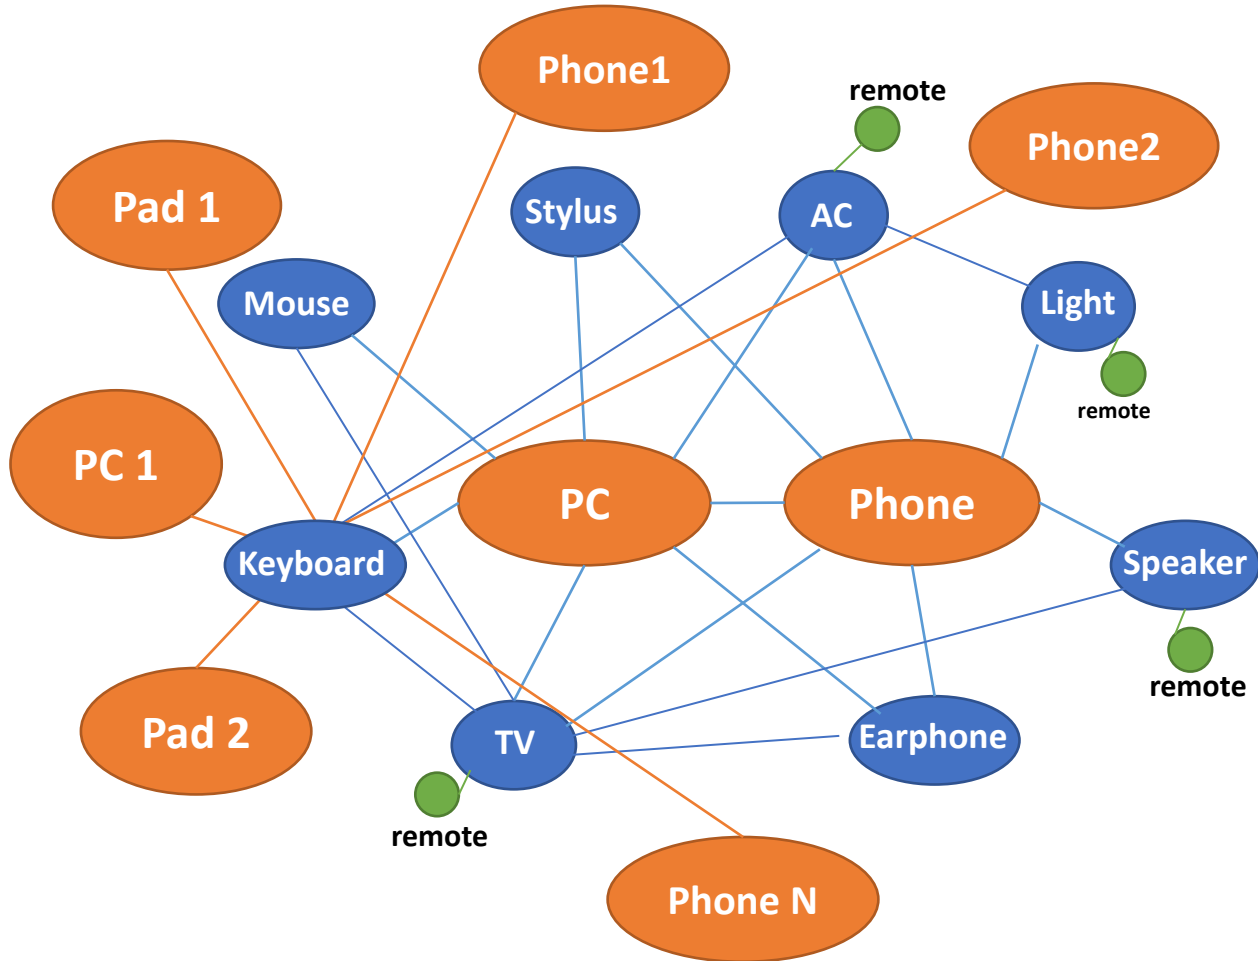 Phone1
remote
Phone2
Pad 1
Stylus
AC
Mouse
Light
remote
PC 1
PC
Phone
Keyboard
Speaker
remote
Pad 2
TV
Earphone
remote
Phone N